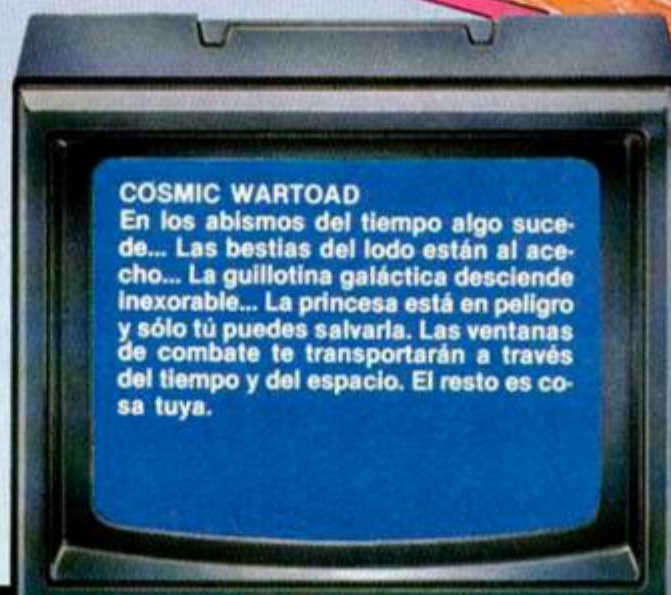 COSMIC WARTOAD
En los abismos del tiempo algo suce-
de... Las bestias del lodo están al ace-
cho... La guillotina galáctica desciende
inexorable... La princesa está en peligro
y sólo tú puedes salvarla. Las ventanas
de combate te transportarán a través
del tiempo y del espacio. El resto es co-
sa tuya.